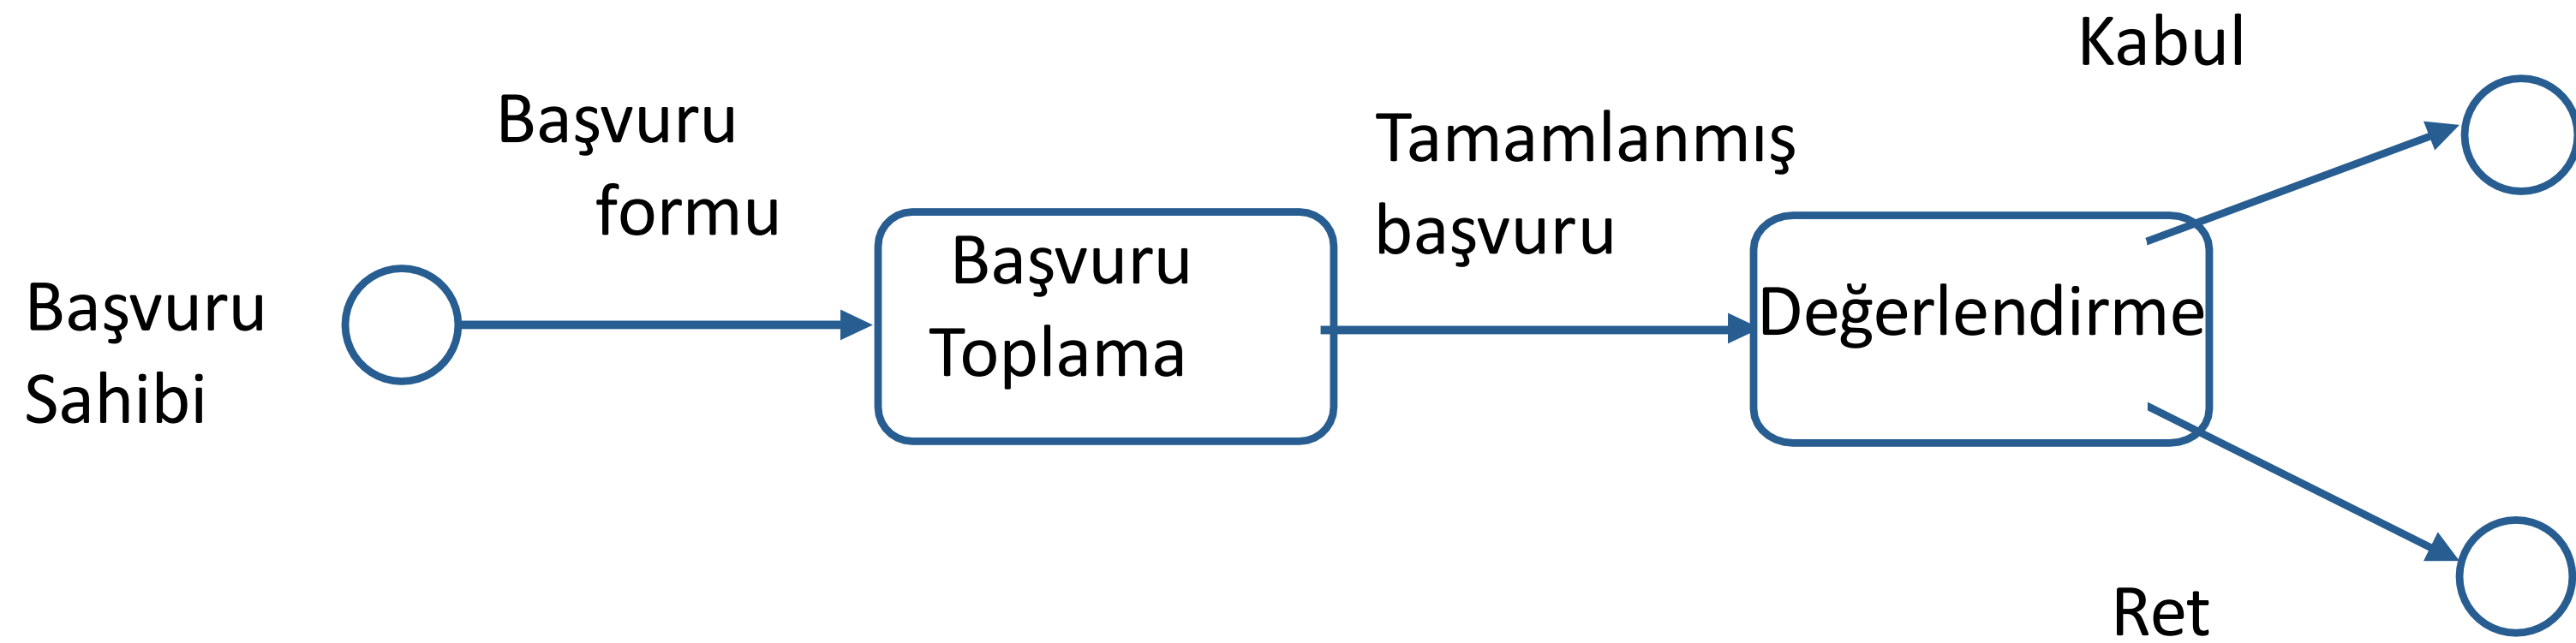 Başvuru
Sahibi
Başvuru
formu
Başvuru
Toplama
Tamamlanmış
başvuru
Değerlendirme
Kabul
Ret